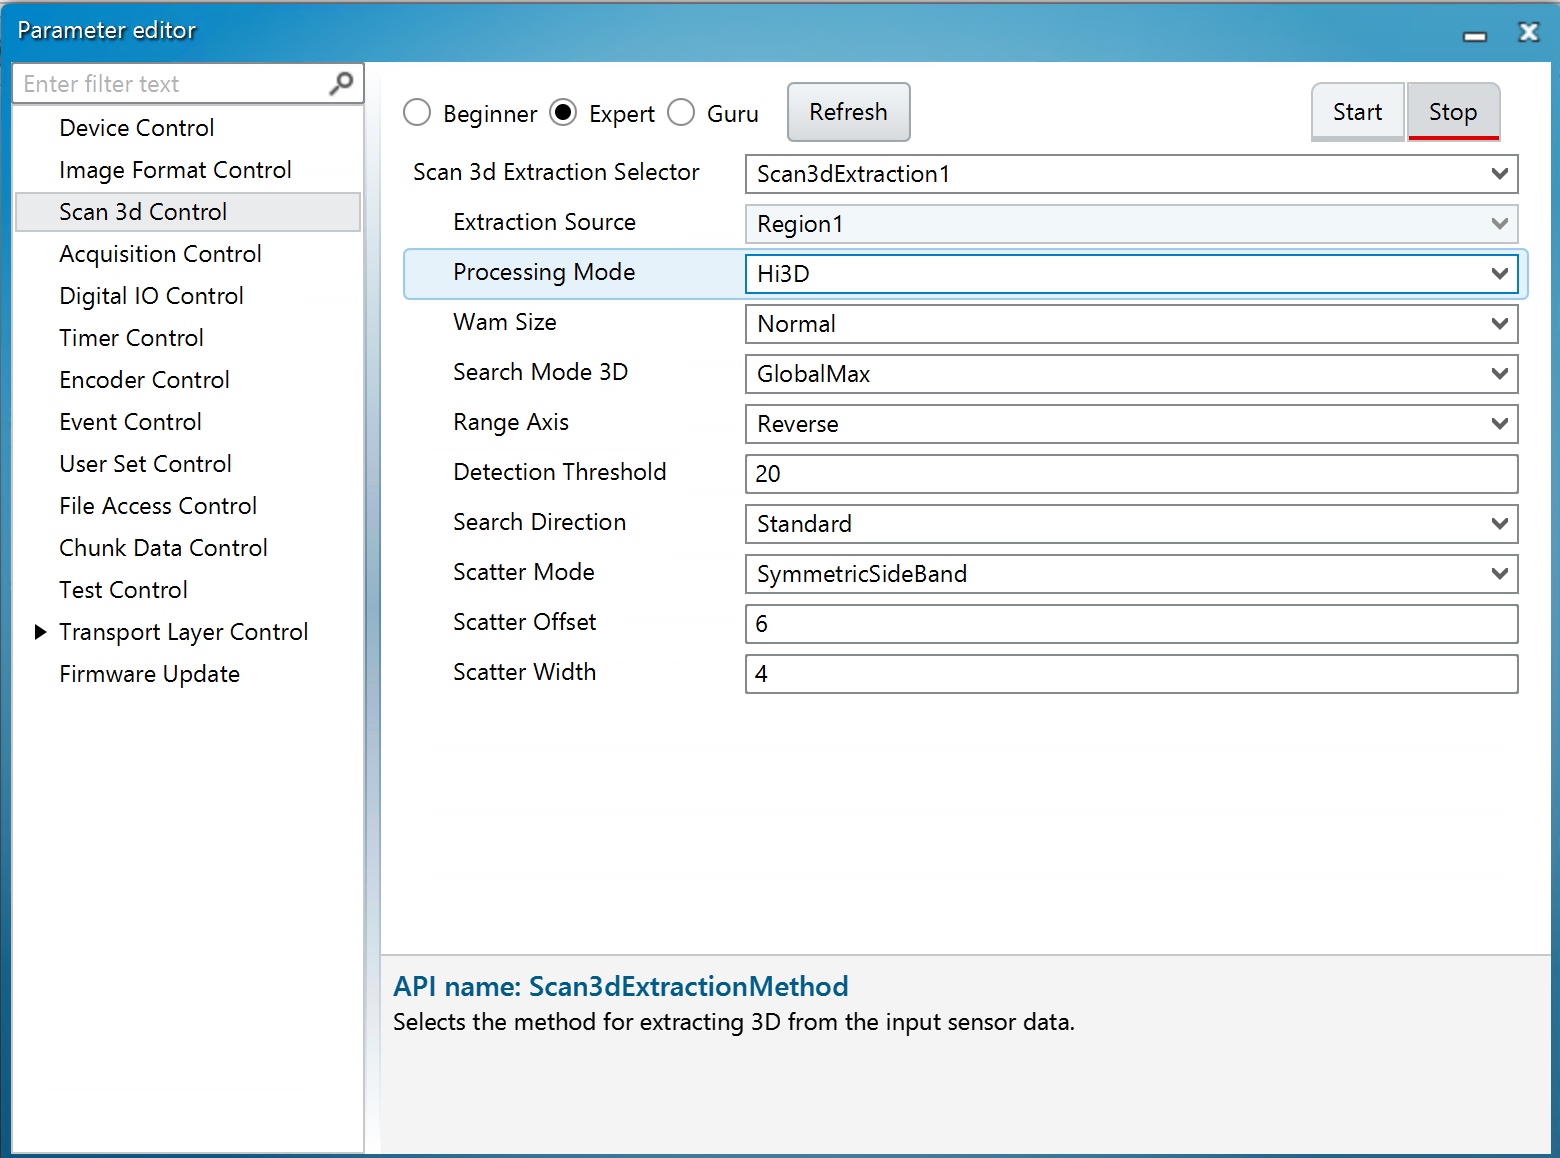 Parameter editor
Enter filter text
Device Control
Image Format Control
Scan 3d Control
Acquisition Control
Digital IO Control
Timer Control
Encoder Control
Event Control
User Set Control
File Access Control
Chunk Data Control
Test Control
Transport Layer Control
Firmware Update
Beginner Expert Guru Refresh Start Stop
Scan 3d Extraction Selector Scan3dExtraction1
Extraction Source Region1
Processing Mode Hi3D
Wam Size Normal
Search Mode 3D GlobalMax
Range Axis Reverse
Detection Threshold 20
Search Direction Standard
Scatter Mode SymmetricSideBand
Scatter Offset 6
Scatter Width 4
API name: Scan3dExtractionMethod
Selects the method for extracting 3D from the input sensor data.